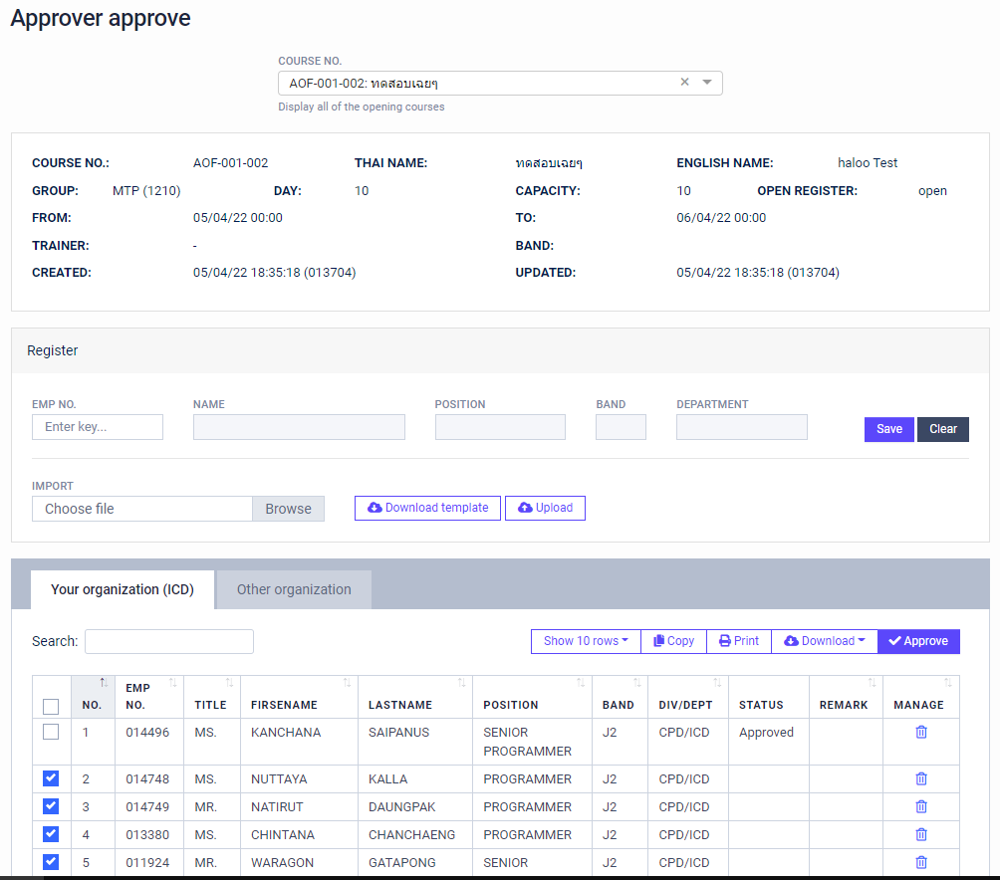 Approver approve
COURSE NO.
AOF-001-002: ทดสอบเฉยๆ
Display all of the opening courses
COURSE NO.: AOF-001-002 THAI NAME: ทดสอบเฉยๆ ENGLISH NAME: haloo Test
GROUP: MTP (1210) DAY: 10 CAPACITY: 10 OPEN REGISTER: open
FROM: 05/04/22 00:00 TO: 06/04/22 00:00
TRAINER: - BAND:
CREATED: 05/04/22 18:35:18 (013704) UPDATED: 05/04/22 18:35:18 (013704)
Register
EMP NO. NAME POSITION BAND DEPARTMENT
Enter key... Save Clear
IMPORT
Choose file Browse Download template Upload
Your organization (ICD) Other organization
Search: Show 10 rows Copy Print Download Approve
NO. EMP NO. TITLE FIRSENAME LASTNAME POSITION BAND DIV/DEPT STATUS REMARK MANAGE
1 014496 MS. KANCHANA SAIPANUS SENIOR PROGRAMMER J2 CPD/ICD Approved
2 014748 MS. NUTTAYA KALLA PROGRAMMER J2 CPD/ICD
3 014749 MR. NATIRUT DAUNGPAK PROGRAMMER J2 CPD/ICD
4 013380 MS. CHINTANA CHANCHAENG PROGRAMMER J2 CPD/ICD
5 011924 MR. WARAGON GATAPONG SENIOR J2 CPD/ICD